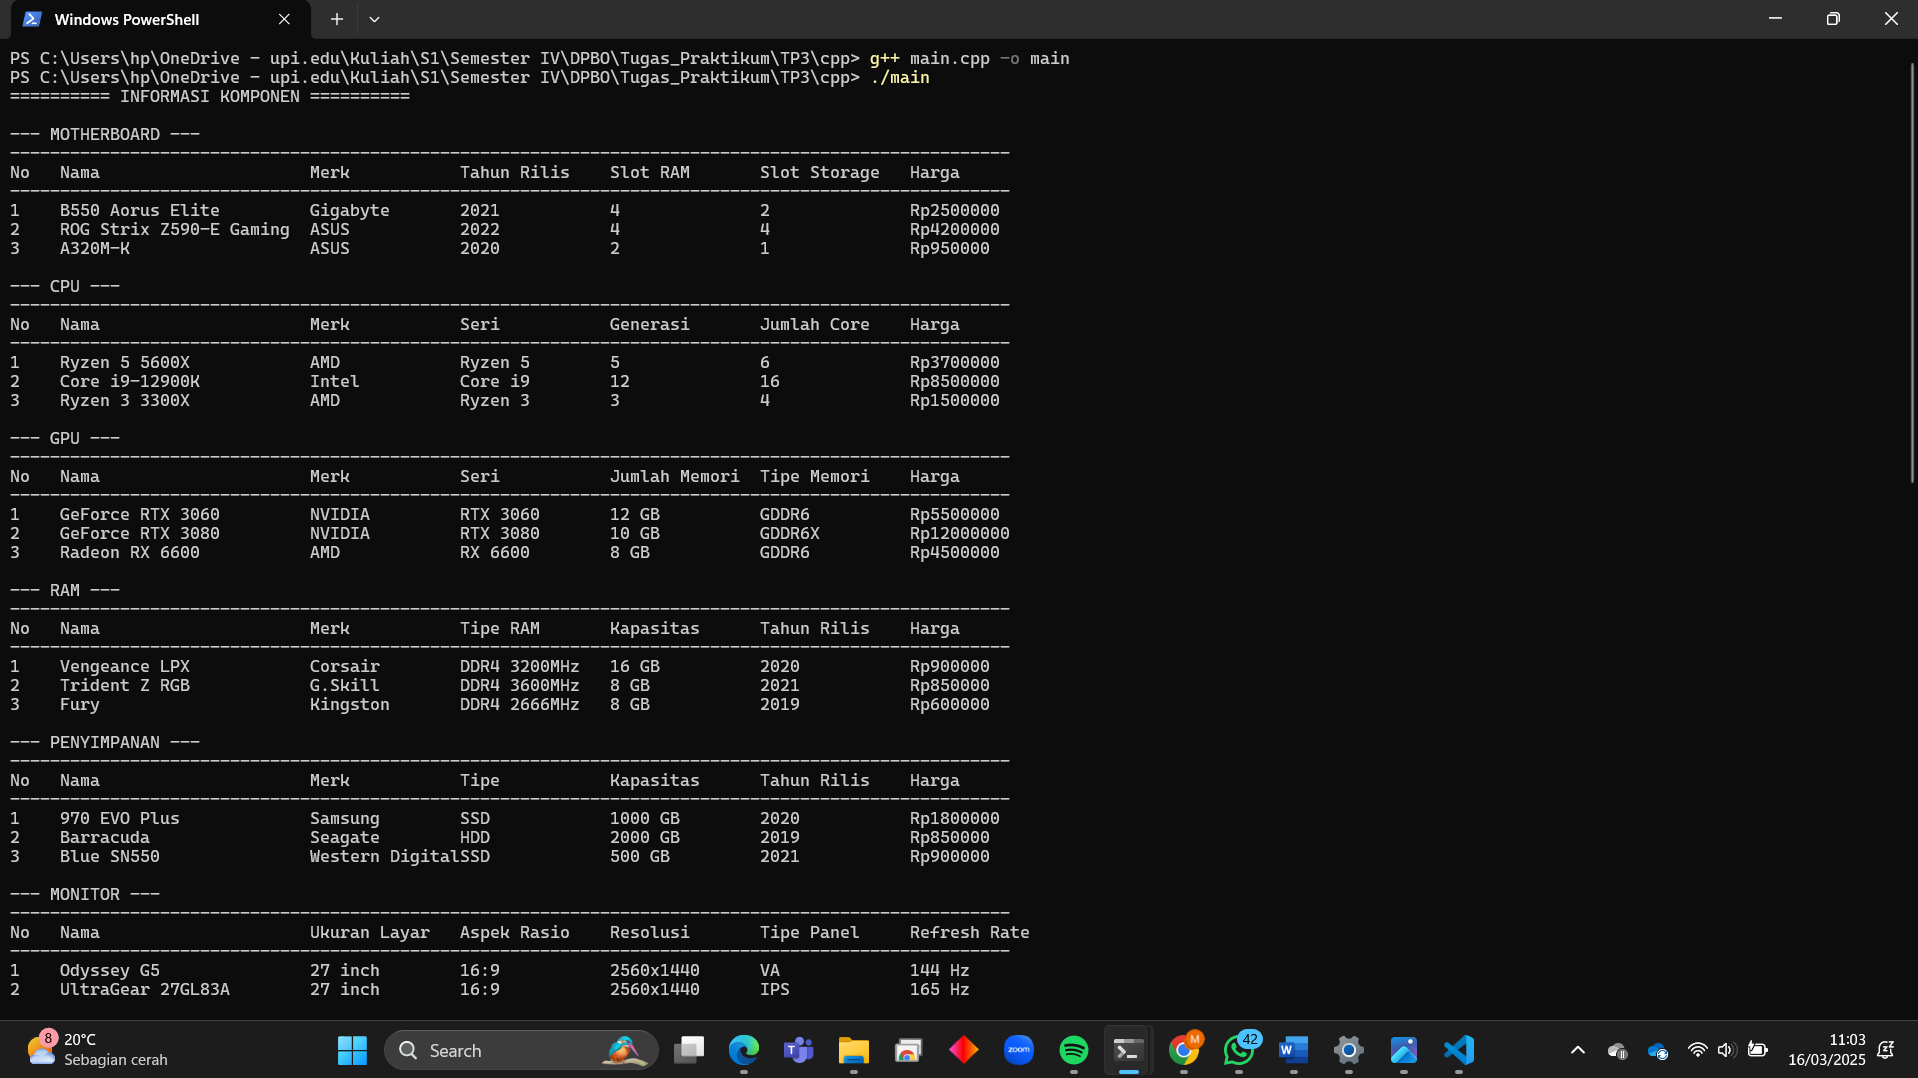 Windows PowerShell
PS C:\Users\hp\OneDrive - upi.edu\Kuliah\S1\Semester IV\DPBO\Tugas_Praktikum\TP3\cpp> g++ main.cpp -o main
PS C:\Users\hp\OneDrive - upi.edu\Kuliah\S1\Semester IV\DPBO\Tugas_Praktikum\TP3\cpp> ./main
========== INFORMASI KOMPONEN ==========
--- MOTHERBOARD ---
----------------------------------------------------------------------------------------------------
No   Nama                     Merk           Tahun Rilis    Slot RAM       Slot Storage   Harga
----------------------------------------------------------------------------------------------------
1    B550 Aorus Elite         Gigabyte       2021           4              2              Rp2500000
2    ROG Strix Z590-E Gaming  ASUS           2022           4              4              Rp4200000
3    A320M-K                  ASUS           2020           2              1              Rp950000
--- CPU ---
----------------------------------------------------------------------------------------------------
No   Nama                     Merk           Seri           Generasi       Jumlah Core    Harga
----------------------------------------------------------------------------------------------------
1    Ryzen 5 5600X            AMD            Ryzen 5        5              6              Rp3700000
2    Core i9-12900K           Intel          Core i9        12             16             Rp8500000
3    Ryzen 3 3300X            AMD            Ryzen 3        3              4              Rp1500000
--- GPU ---
----------------------------------------------------------------------------------------------------
No   Nama                     Merk           Seri           Jumlah Memori  Tipe Memori    Harga
----------------------------------------------------------------------------------------------------
1    GeForce RTX 3060         NVIDIA         RTX 3060       12 GB          GDDR6          Rp5500000
2    GeForce RTX 3080         NVIDIA         RTX 3080       10 GB          GDDR6X         Rp12000000
3    Radeon RX 6600           AMD            RX 6600        8 GB           GDDR6          Rp4500000
--- RAM ---
----------------------------------------------------------------------------------------------------
No   Nama                     Merk           Tipe RAM       Kapasitas      Tahun Rilis    Harga
----------------------------------------------------------------------------------------------------
1    Vengeance LPX            Corsair        DDR4 3200MHz   16 GB          2020           Rp900000
2    Trident Z RGB            G.Skill        DDR4 3600MHz   8 GB           2021           Rp850000
3    Fury                     Kingston       DDR4 2666MHz   8 GB           2019           Rp600000
--- PENYIMPANAN ---
----------------------------------------------------------------------------------------------------
No   Nama                     Merk           Tipe           Kapasitas      Tahun Rilis    Harga
----------------------------------------------------------------------------------------------------
1    970 EVO Plus             Samsung        SSD            1000 GB        2020           Rp1800000
2    Barracuda                Seagate        HDD            2000 GB        2019           Rp850000
3    Blue SN550               Western DigitalSSD            500 GB         2021           Rp900000
--- MONITOR ---
----------------------------------------------------------------------------------------------------
No   Nama                     Ukuran Layar   Aspek Rasio    Resolusi       Tipe Panel     Refresh Rate
----------------------------------------------------------------------------------------------------
1    Odyssey G5               27 inch        16:9           2560x1440      VA             144 Hz
2    UltraGear 27GL83A        27 inch        16:9           2560x1440      IPS            165 Hz
8 20°C
Sebagian cerah
Search
T
zoom
M
42
W
11:03
16/03/2025